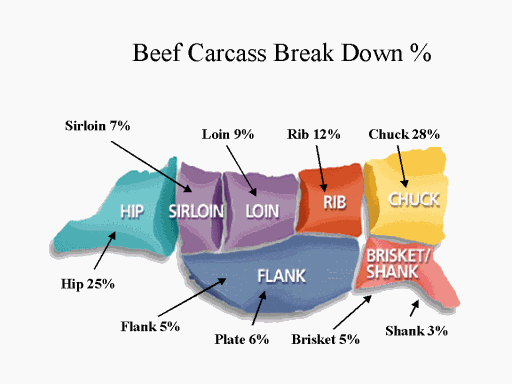 Beef Carcass Break Down %
Sirloin 7%
Loin 9%
Rib 12%
Chuck 28%
HIP
SIRLOIN
LOIN
RIB
CHUCK
BRISKET/
SHANK
FLANK
Hip 25%
Flank 5%
Plate 6%
Brisket 5%
Shank 3%